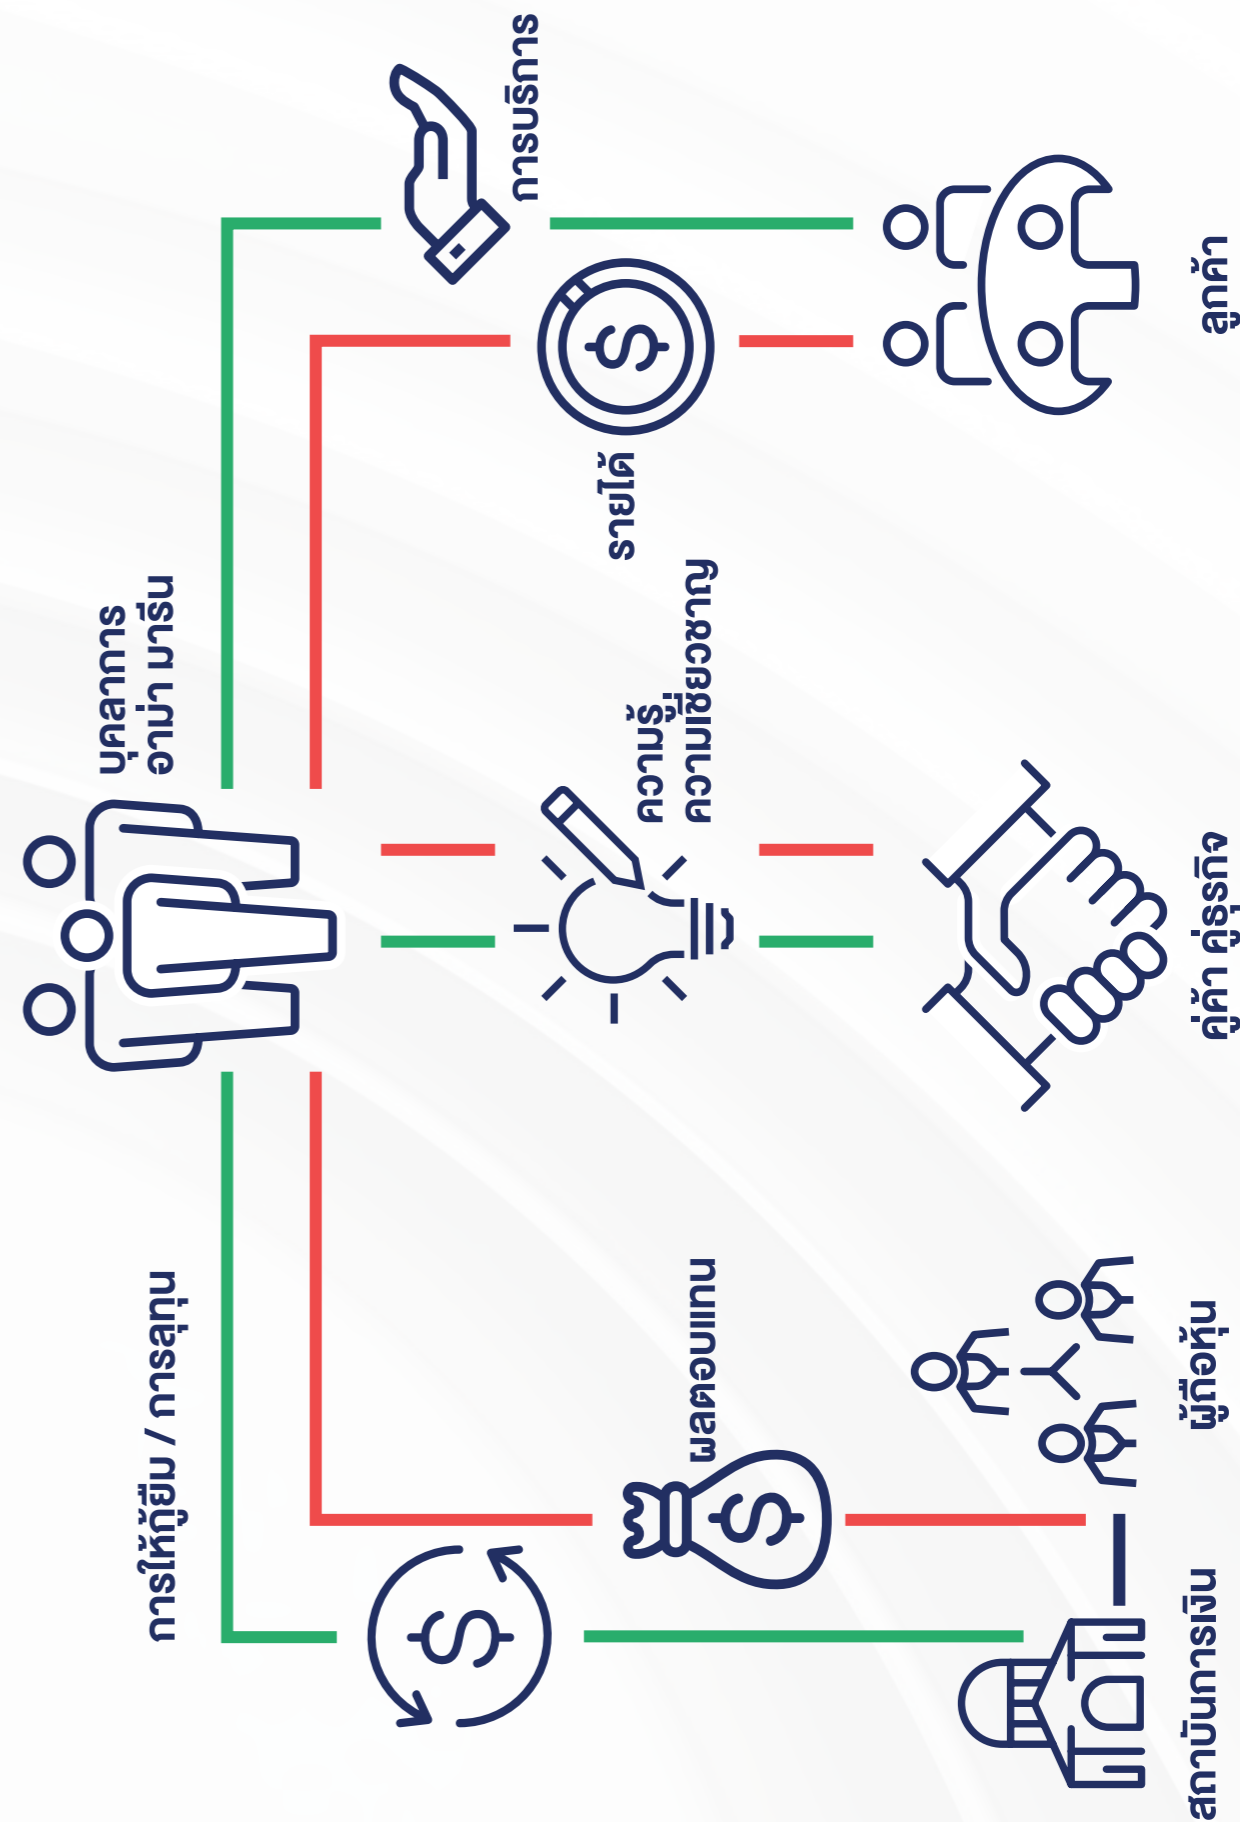 บุคลากร
อาม่า มารีน
การให้กู้ยืม / การลงทุน
การบริการ
รายได้
ความรู้
ความเชี่ยวชาญ
ผลตอบแทน
สถาบันการเงิน
ผู้ถือหุ้น
คู่ค้า คู่ธุรกิจ
ลูกค้า